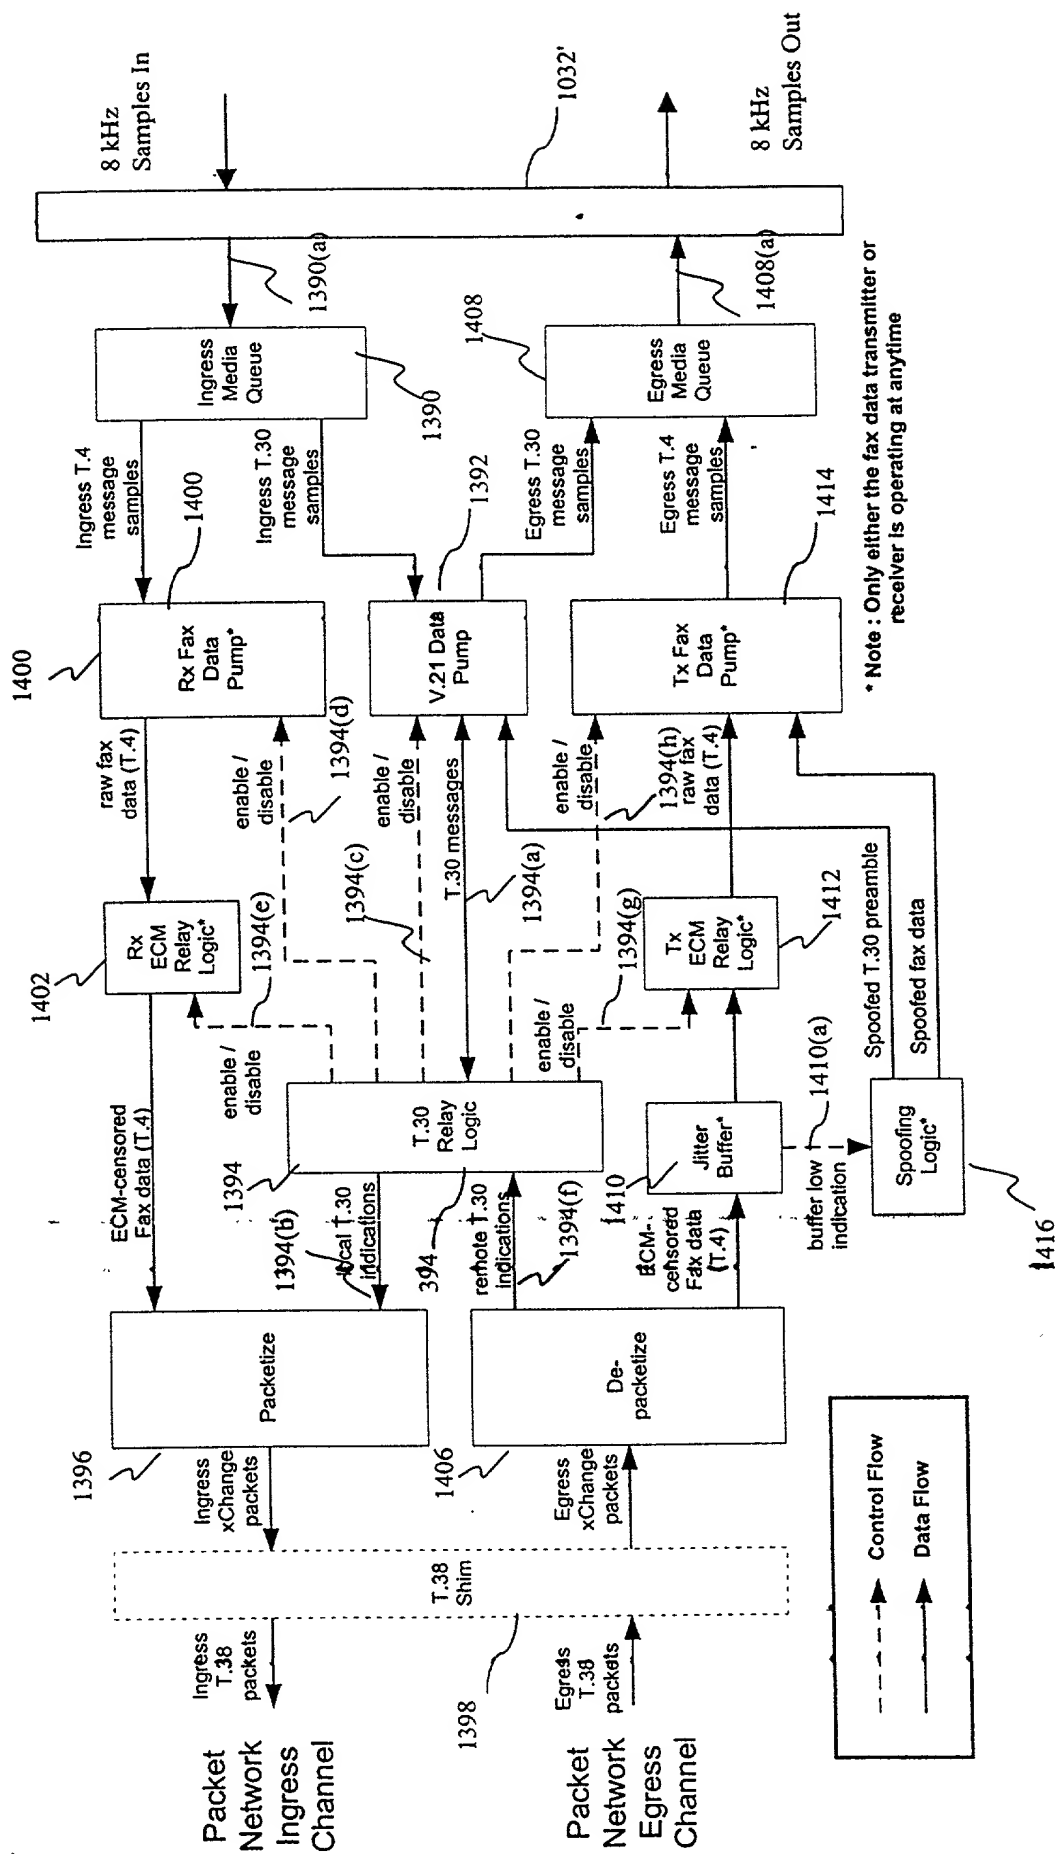 8 kHz
Samples In
8 kHz
Samples Out
1032'
1390(a)
1408(a)
Ingress
Media
Queue
1390
Egress
Media
Queue
1408
* Note : Only either the fax data transmitter or
receiver is operating at anytime
Ingress T.4
message
samples
1400
Ingress T.30
message
samples
1392
Egress T.30
message
samples
Egress T.4
message
samples
1414
1400
Rx Fax
Data
Pump*
V.21 Data
Pump
Tx Fax
Data
Pump*
raw fax
data (T.4)
enable /
disable
1394(d)
enable /
disable
1394(c)
T.30 messages
1394(a)
enable /
disable
1394(h)
raw fax
data (T.4)
1402
Rx
ECM
Relay
Logic*
1394(e)
enable /
disable
1394(g)
enable /
disable
Tx
ECM
Relay
Logic*
1412
Spoofed T.30 preamble
Spoofed fax data
ECM-censored
Fax data (T.4)
1394
T.30
Relay
Logic
394
1394(b)
local T.30
indications
remote T.30
indications
1394(f)
1410
Jitter
Buffer*
1410(a)
buffer low
indication
Spoofing
Logic*
1416
ECM-
censored
Fax data
(T.4)
1396
Packetize
1406
De-
packetize
Ingress
xChange
packets
Egress
xChange
packets
T.38
Shim
1398
Ingress
T.38
packets
Egress
T.38
packets
Packet
Network
Ingress
Channel
Packet
Network
Egress
Channel
Control Flow
Data Flow